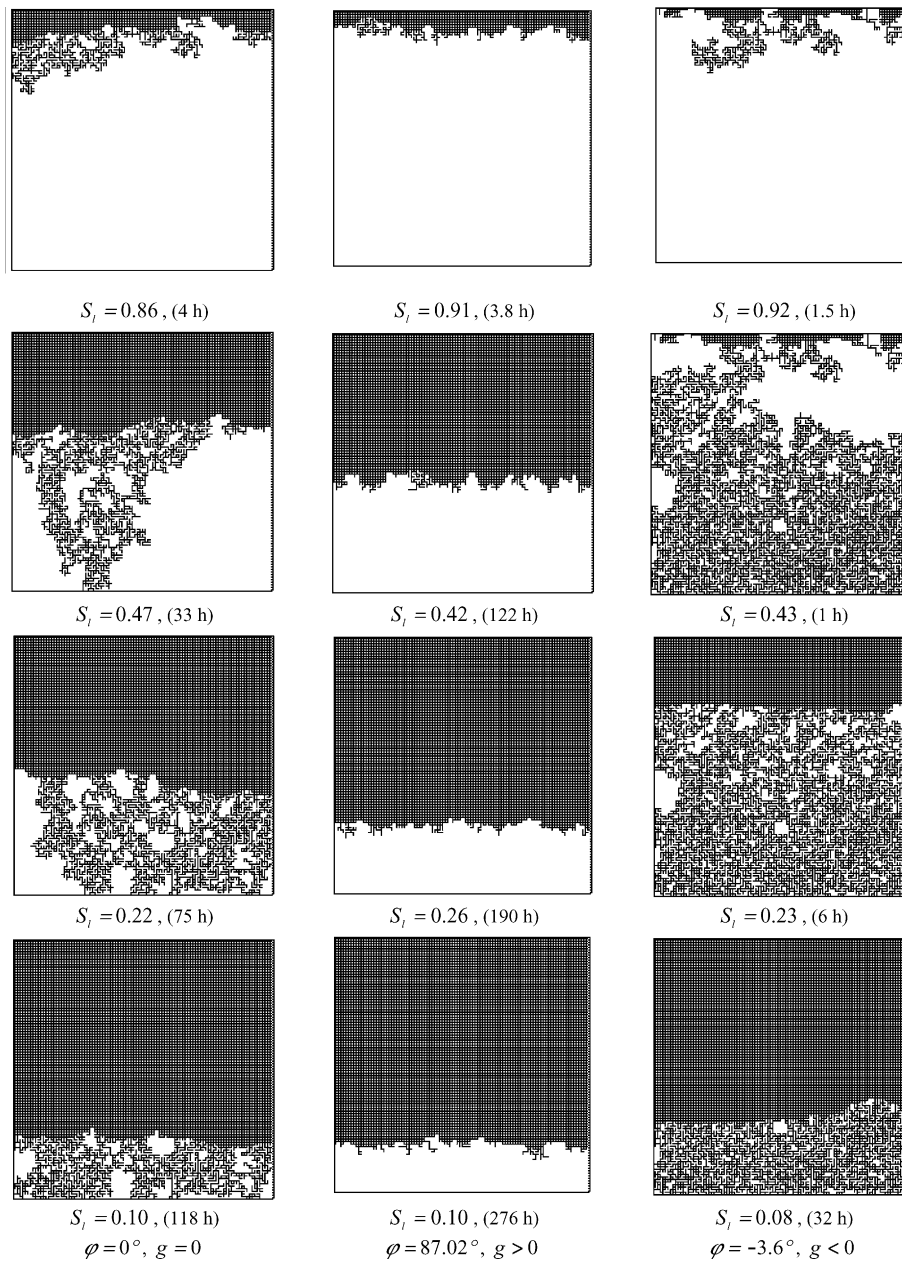 S_l = 0.86 , (4 h)
S_l = 0.91 , (3.8 h)
S_l = 0.92 , (1.5 h)
S_l = 0.47 , (33 h)
S_l = 0.42 , (122 h)
S_l = 0.43 , (1 h)
S_l = 0.22 , (75 h)
S_l = 0.26 , (190 h)
S_l = 0.23 , (6 h)
S_l = 0.10 , (118 h)
S_l = 0.10 , (276 h)
S_l = 0.08 , (32 h)
φ = 0°, g = 0
φ = 87.02°, g > 0
φ = -3.6°, g < 0